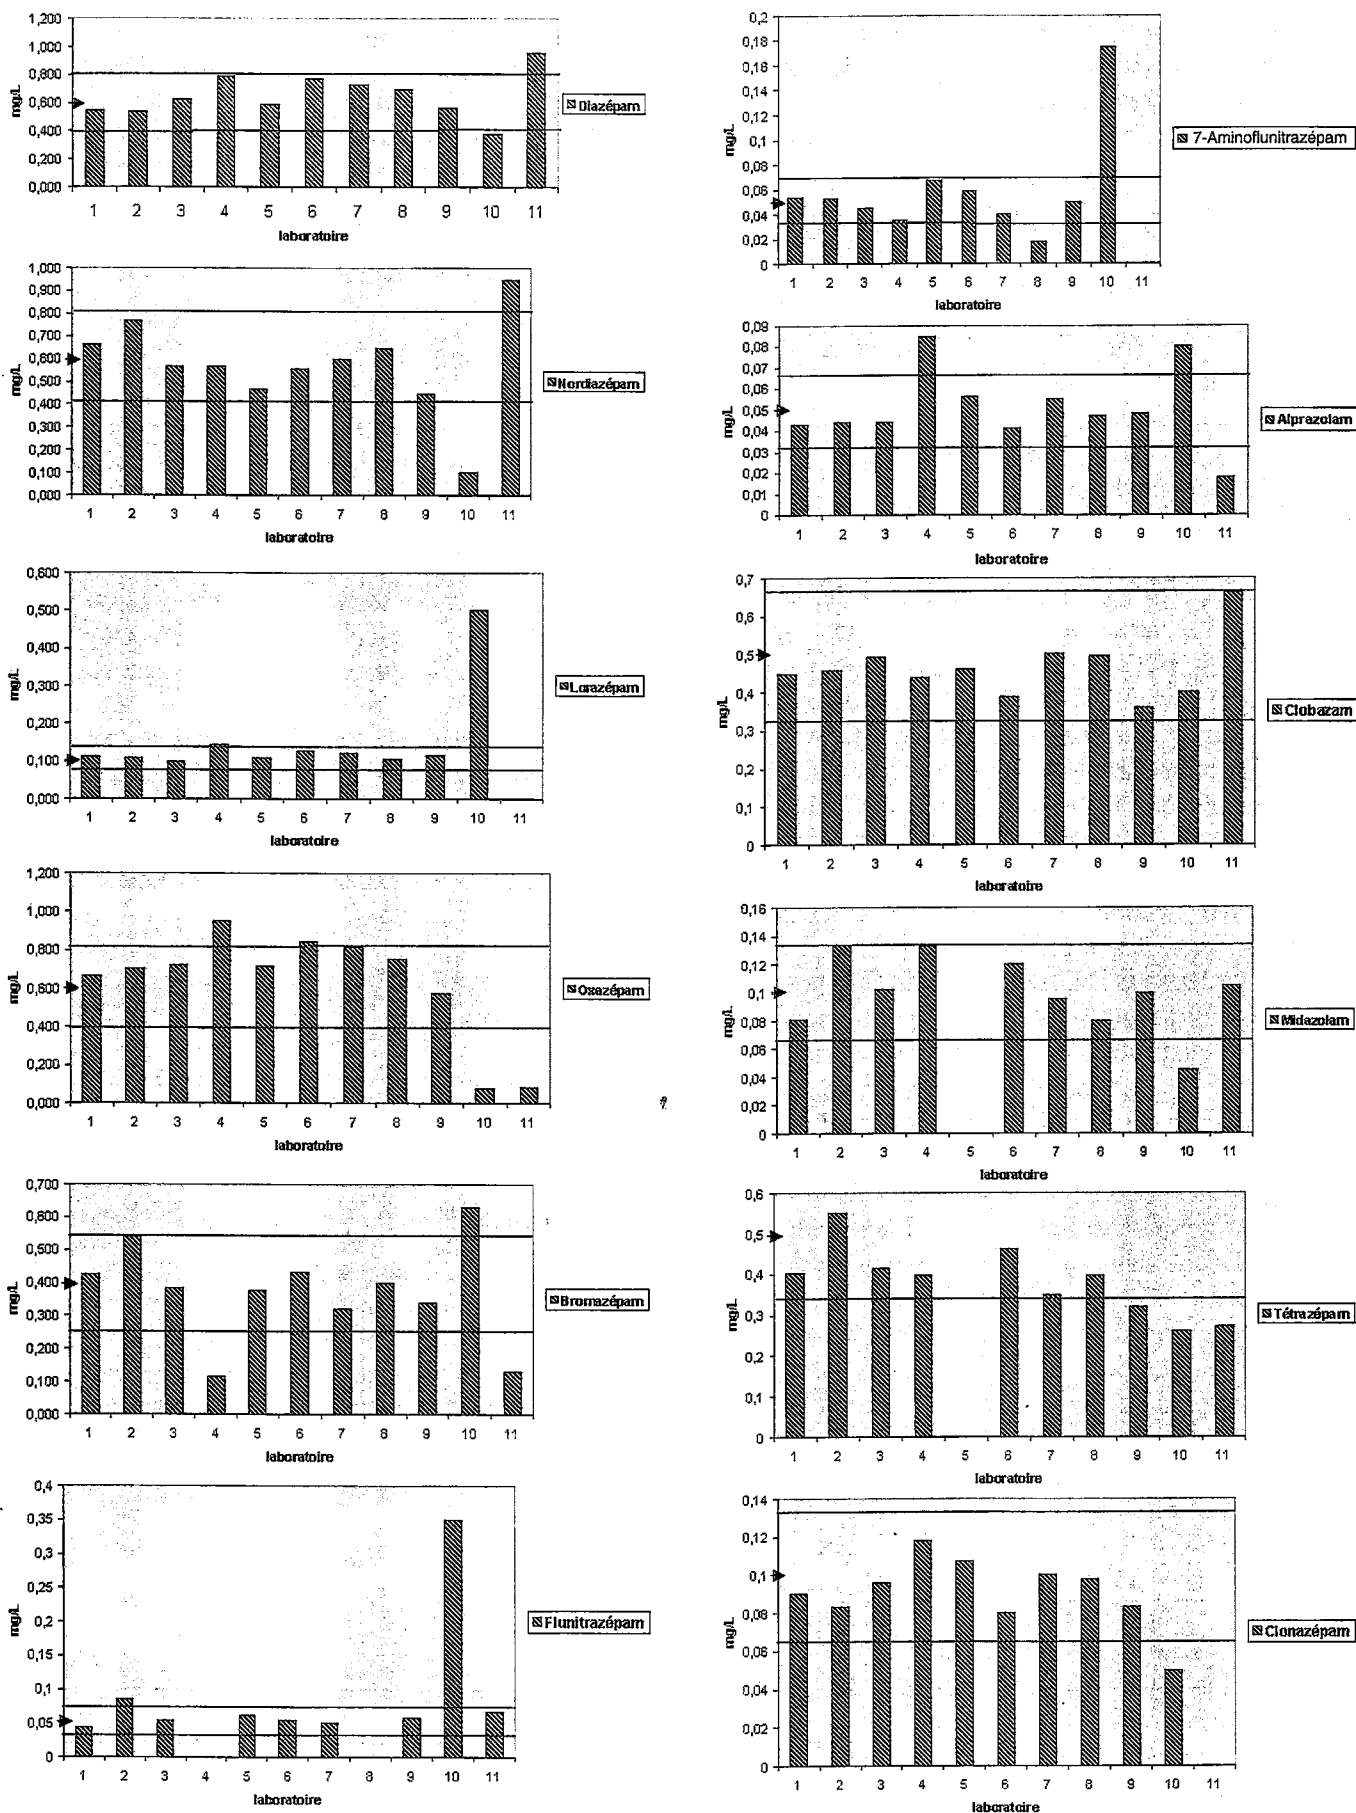 1,200
1,000
0,800
0,600
0,400
0,200
0,000
mg/L
1 2 3 4 5 6 7 8 9 10 11
laboratoire
Diazépam
1,000
0,900
0,800
0,700
0,600
0,500
0,400
0,300
0,200
0,100
0,000
mg/L
1 2 3 4 5 6 7 8 9 10 11
laboratoire
Nordiazépam
0,600
0,500
0,400
0,300
0,200
0,100
0,000
mg/L
1 2 3 4 5 6 7 8 9 10 11
laboratoire
Lorazépam
1,200
1,000
0,800
0,600
0,400
0,200
0,000
mg/L
1 2 3 4 5 6 7 8 9 10 11
laboratoire
Oxazépam
0,700
0,600
0,500
0,400
0,300
0,200
0,100
0,000
mg/L
1 2 3 4 5 6 7 8 9 10 11
laboratoire
Bromazépam
0,4
0,35
0,3
0,25
0,2
0,15
0,1
0,05
0
mg/L
1 2 3 4 5 6 7 8 9 10 11
laboratoire
Flunitrazépam
0,2
0,18
0,16
0,14
0,12
0,1
0,08
0,06
0,04
0,02
0
mg/L
1 2 3 4 5 6 7 8 9 10 11
laboratoire
7-Aminoflunitrazépam
0,09
0,08
0,07
0,06
0,05
0,04
0,03
0,02
0,01
0
mg/L
1 2 3 4 5 6 7 8 9 10 11
laboratoire
Alprazolam
0,7
0,6
0,5
0,4
0,3
0,2
0,1
0
mg/L
1 2 3 4 5 6 7 8 9 10 11
laboratoire
Clobazam
0,16
0,14
0,12
0,1
0,08
0,06
0,04
0,02
0
mg/L
1 2 3 4 5 6 7 8 9 10 11
laboratoire
Midazolam
0,6
0,5
0,4
0,3
0,2
0,1
0
mg/L
1 2 3 4 5 6 7 8 9 10 11
laboratoire
Tétrazépam
0,14
0,12
0,1
0,08
0,06
0,04
0,02
0
mg/L
1 2 3 4 5 6 7 8 9 10 11
laboratoire
Clonazépam